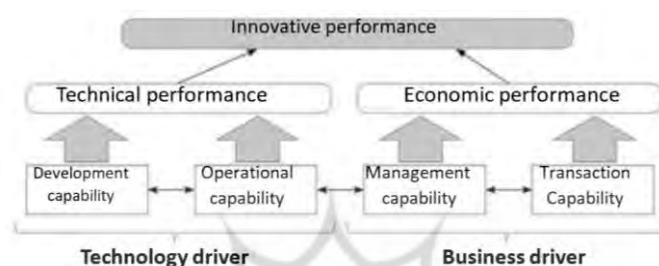 Innovative performance
Technical performance
Economic performance
Development
capability
Operational
capability
Management
capability
Transaction
Capability
Technology driver
Business driver